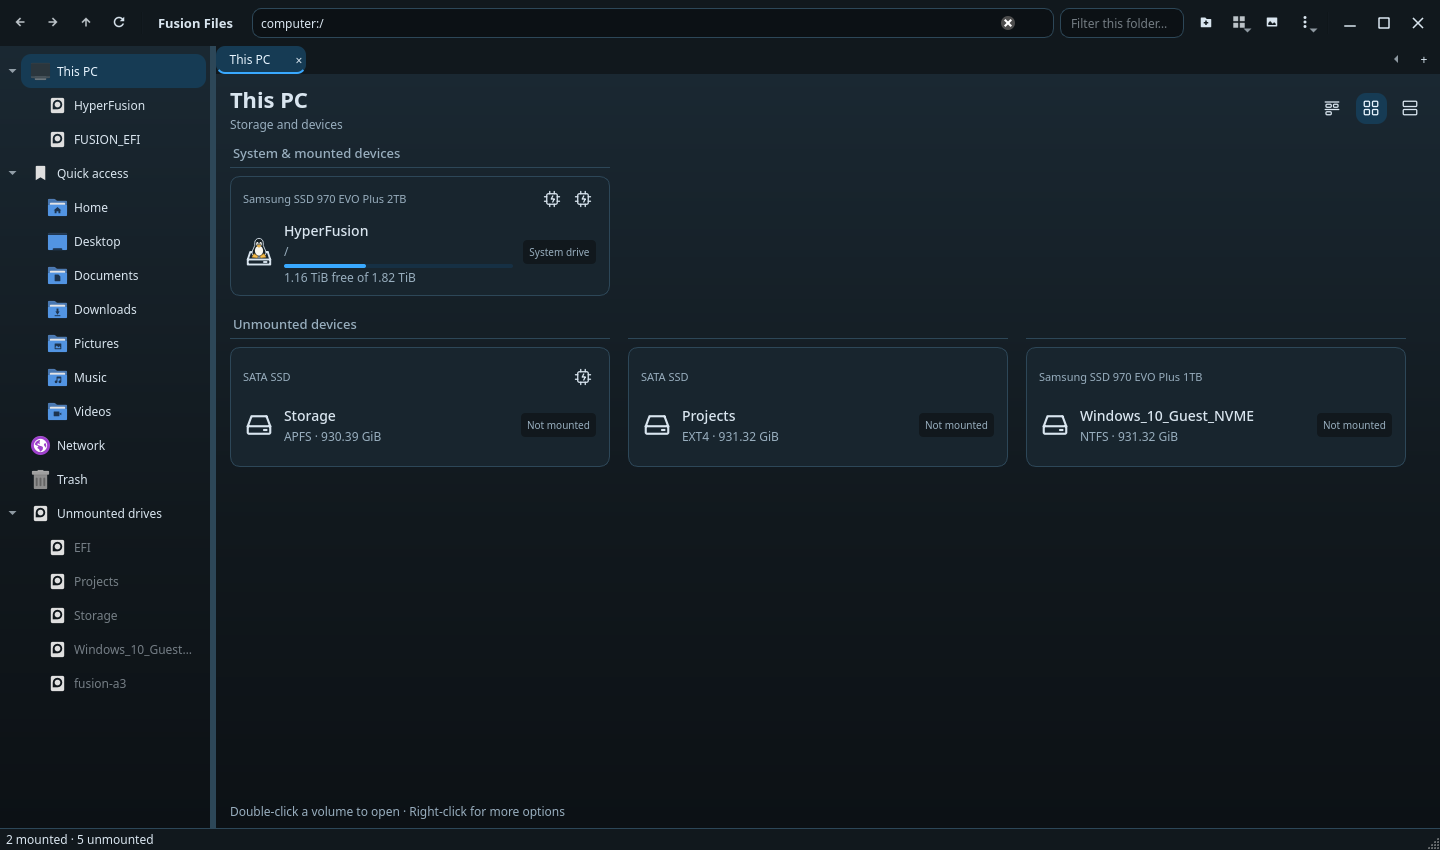 Fusion Files
computer:/
Filter this folder...
This PC
HyperFusion
FUSION_EFI
Quick access
Home
Desktop
Documents
Downloads
Pictures
Music
Videos
Network
Trash
Unmounted drives
EFI
Projects
Storage
Windows_10_Guest...
fusion-a3
This PC ×
+
This PC
Storage and devices
System & mounted devices
Samsung SSD 970 EVO Plus 2TB
HyperFusion
/
System drive
1.16 TiB free of 1.82 TiB
Unmounted devices
SATA SSD
Storage
APFS · 930.39 GiB
Not mounted
SATA SSD
Projects
EXT4 · 931.32 GiB
Not mounted
Samsung SSD 970 EVO Plus 1TB
Windows_10_Guest_NVME
NTFS · 931.32 GiB
Not mounted
Double-click a volume to open · Right-click for more options
2 mounted · 5 unmounted